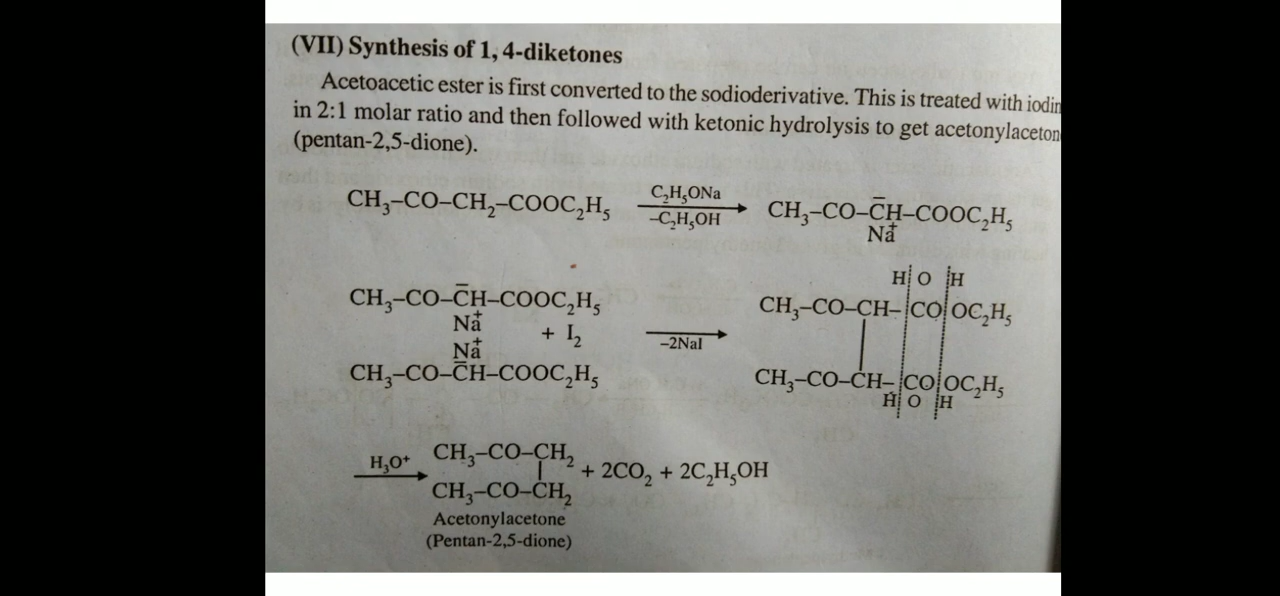 (VII) Synthesis of 1, 4-diketones
Acetoacetic ester is first converted to the sodioderivative. This is treated with iodin
in 2:1 molar ratio and then followed with ketonic hydrolysis to get acetonylaceton
(pentan-2,5-dione).
C₂H₅ONa
CH₃–CO–CH₂–COOC₂H₅ → CH₃–CO–C̄H–COOC₂H₅
–C₂H₅OH
Na⁺
H O H
CH₃–CO–C̄H–COOC₂H₅ CH₃–CO–CH–CO OC₂H₅
Na⁺
+ I₂ →
–2NaI
Na⁺
CH₃–CO–C̄H–COOC₂H₅ CH₃–CO–CH–CO OC₂H₅
H O H
H₃O⁺ → CH₃–CO–CH₂
+ 2CO₂ + 2C₂H₅OH
CH₃–CO–CH₂
Acetonylacetone
(Pentan-2,5-dione)